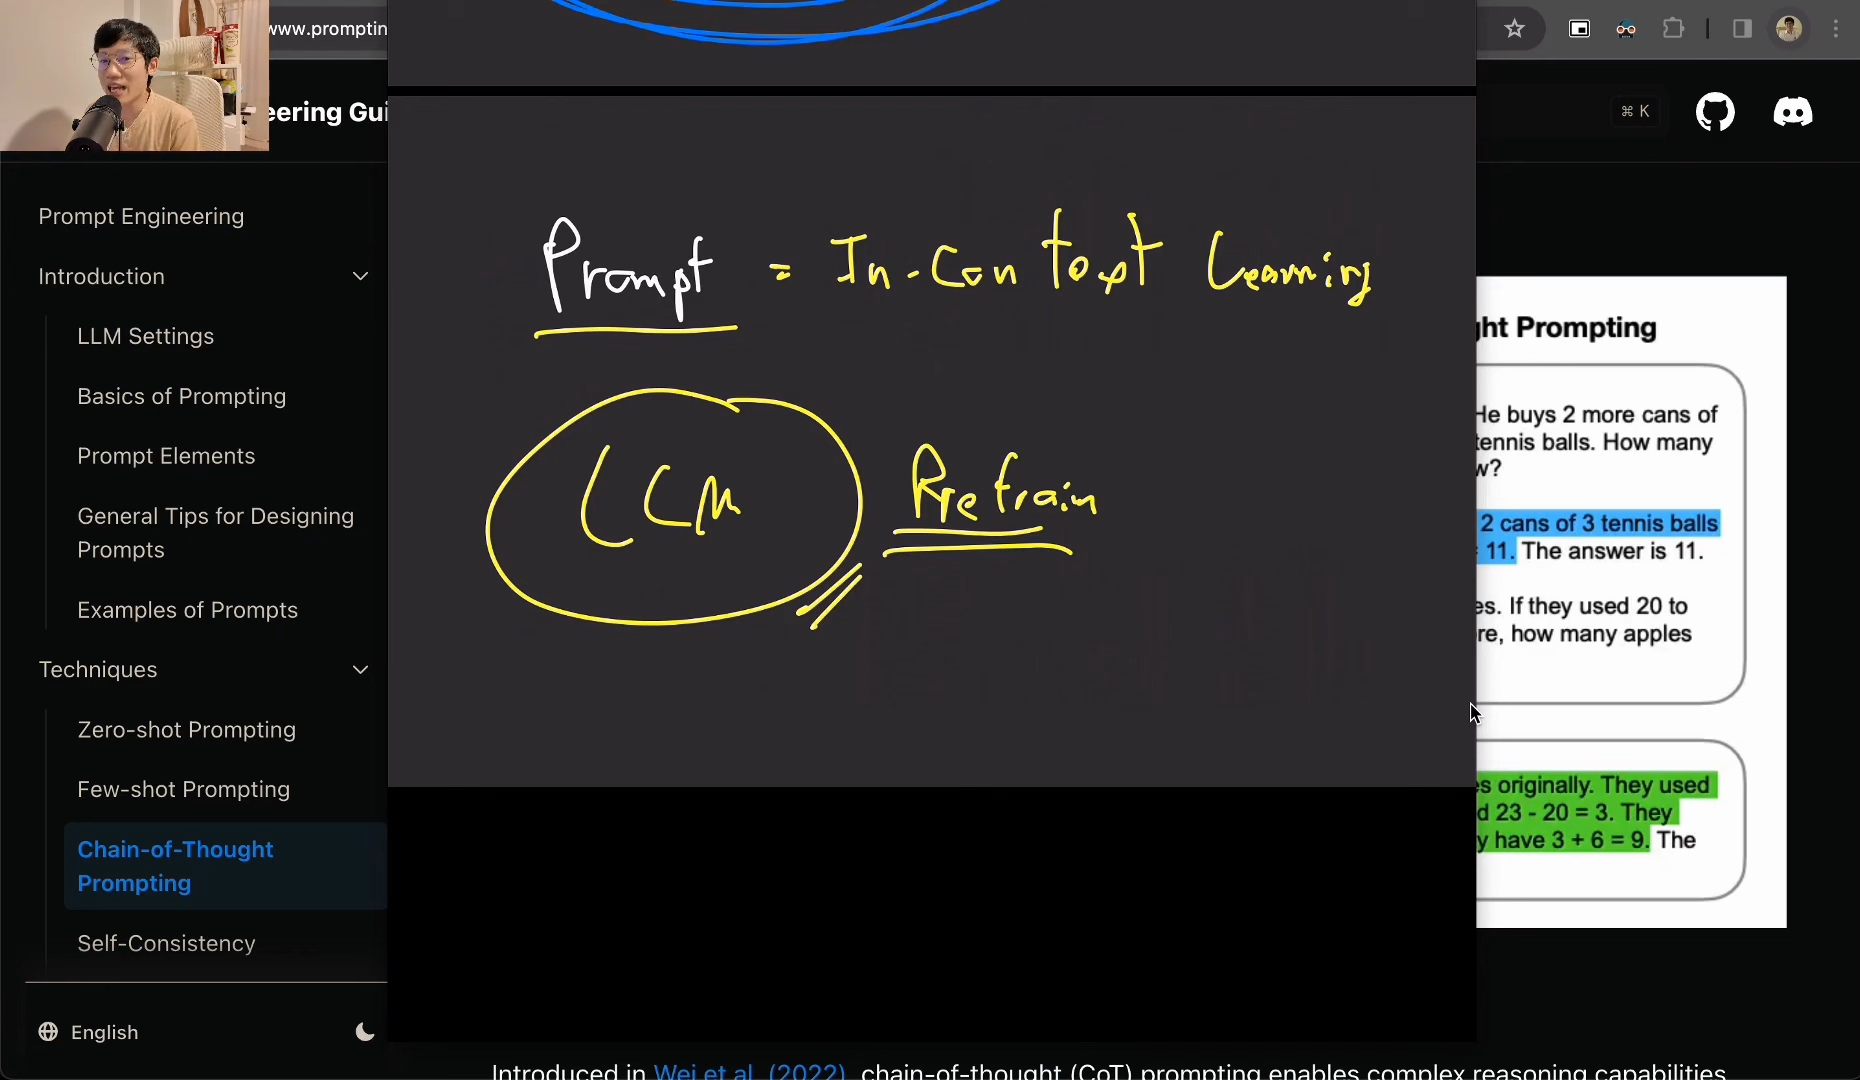 www.promptin
eering Gui
⌘ K
Prompt Engineering
Introduction
LLM Settings
Basics of Prompting
Prompt Elements
General Tips for Designing
Prompts
Examples of Prompts
Techniques
Zero-shot Prompting
Few-shot Prompting
Chain-of-Thought
Prompting
Self-Consistency
English
Prompt = In-Context Learning
LLM Pretrain
ht Prompting
He buys 2 more cans of
tennis balls. How many
w?
2 cans of 3 tennis balls
= 11. The answer is 11.
es. If they used 20 to
re, how many apples
s originally. They used
d 23 - 20 = 3. They
y have 3 + 6 = 9. The
Introduced in Wei et al. (2022), chain-of-thought (CoT) prompting enables complex reasoning capabilities